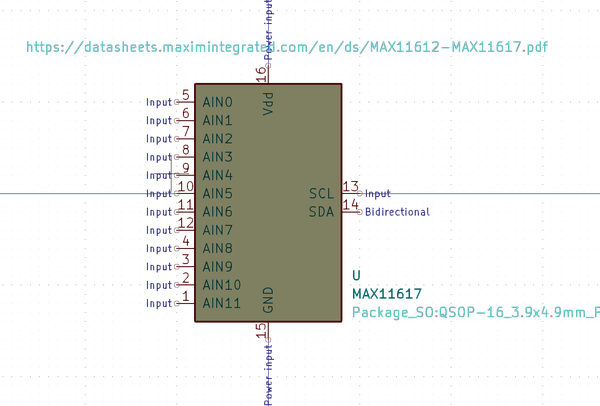 Power input
https://datasheets.maximintegrated.com/en/ds/MAX11612-MAX11617.pdf
16
Vdd
Input 5 AIN0
Input 6 AIN1
Input 7 AIN2
Input 8 AIN3
Input 9 AIN4
Input 10 AIN5 SCL 13 Input
Input 11 AIN6 SDA 14 Bidirectional
Input 12 AIN7
Input 4 AIN8
Input 3 AIN9
Input 2 AIN10
Input 1 AIN11
GND
15
Power input
U
MAX11617
Package_SO:QSOP-16_3.9x4.9mm_